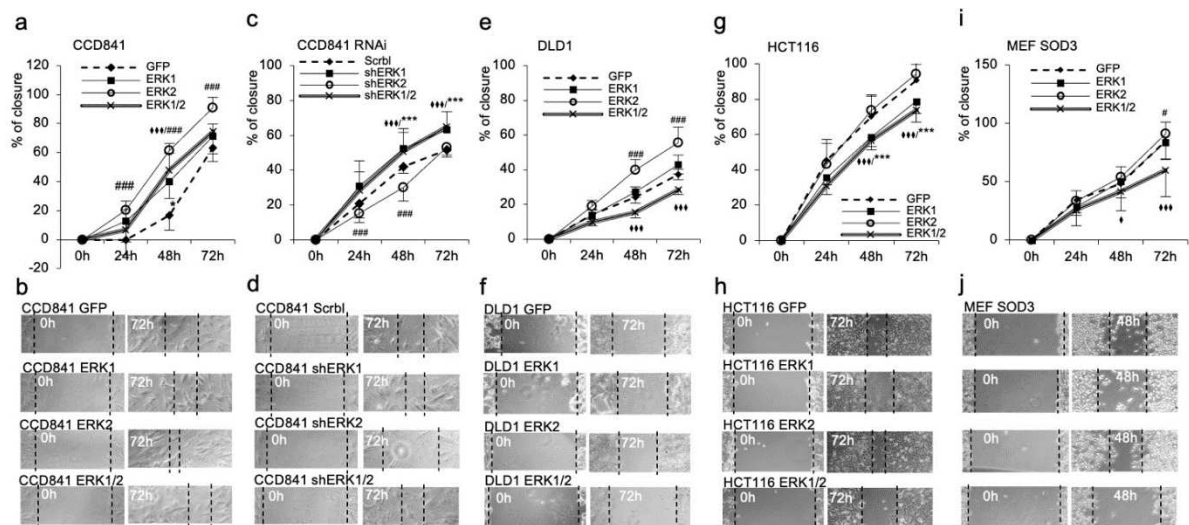 a
CCD841
% of closure
120
100
80
60
40
20
0
-20
GFP
ERK1
ERK2
ERK1/2
###
♦♦♦/###
###
*
0h 24h 48h 72h
c
CCD841 RNAi
% of closure
100
80
60
40
20
0
Scrbl
shERK1
shERK2
shERK1/2
♦♦♦/***
♦♦♦/***
###
###
0h 24h 48h 72h
e
DLD1
% of closure
120
100
80
60
40
20
0
GFP
ERK1
ERK2
ERK1/2
###
###
♦♦♦
♦♦♦
0h 24h 48h 72h
g
HCT116
% of closure
100
80
60
40
20
0
♦♦♦/***
♦♦♦/***
GFP
ERK1
ERK2
ERK1/2
0h 24h 48h 72h
i
MEF SOD3
% of closure
150
100
50
0
GFP
ERK1
ERK2
ERK1/2
#
♦
♦♦♦
0h 24h 48h 72h
b
CCD841 GFP
0h 72h
CCD841 ERK1
0h 72h
CCD841 ERK2
0h 72h
CCD841 ERK1/2
0h 72h
d
CCD841 Scrbl
0h 72h
CCD841 shERK1
0h 72h
CCD841 shERK2
0h 72h
CCD841 shERK1/2
0h 72h
f
DLD1 GFP
0h 72h
DLD1 ERK1
0h 72h
DLD1 ERK2
0h 72h
DLD1 ERK1/2
0h 72h
h
HCT116 GFP
0h 72h
HCT116 ERK1
0h 72h
HCT116 ERK2
0h 72h
HCT116 ERK1/2
0h 72h
j
MEF SOD3
0h 48h
0h 48h
0h 48h
0h 48h